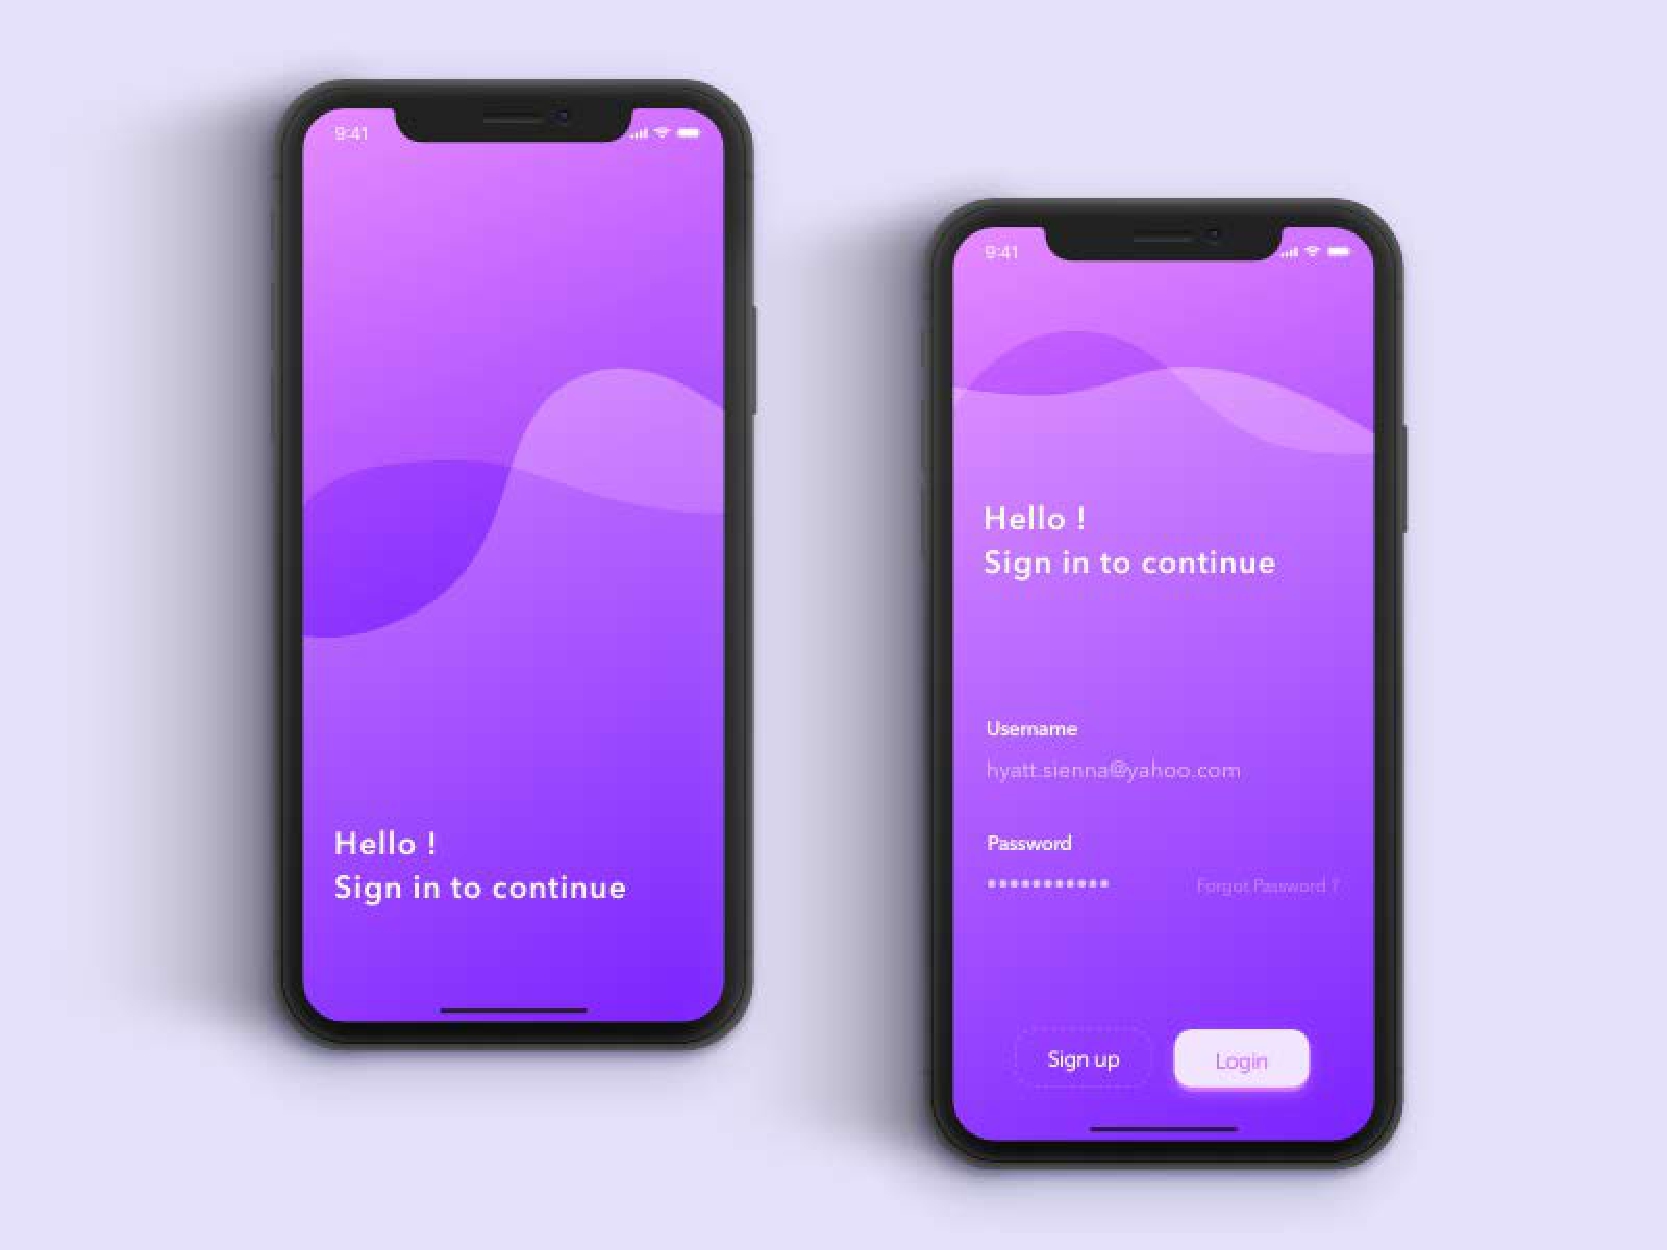 9:41
Hello !
Sign in to continue
9:41
Hello !
Sign in to continue
Username
hyatt.sienna@yahoo.com
Password
Forgot Password ?
Sign up
Login